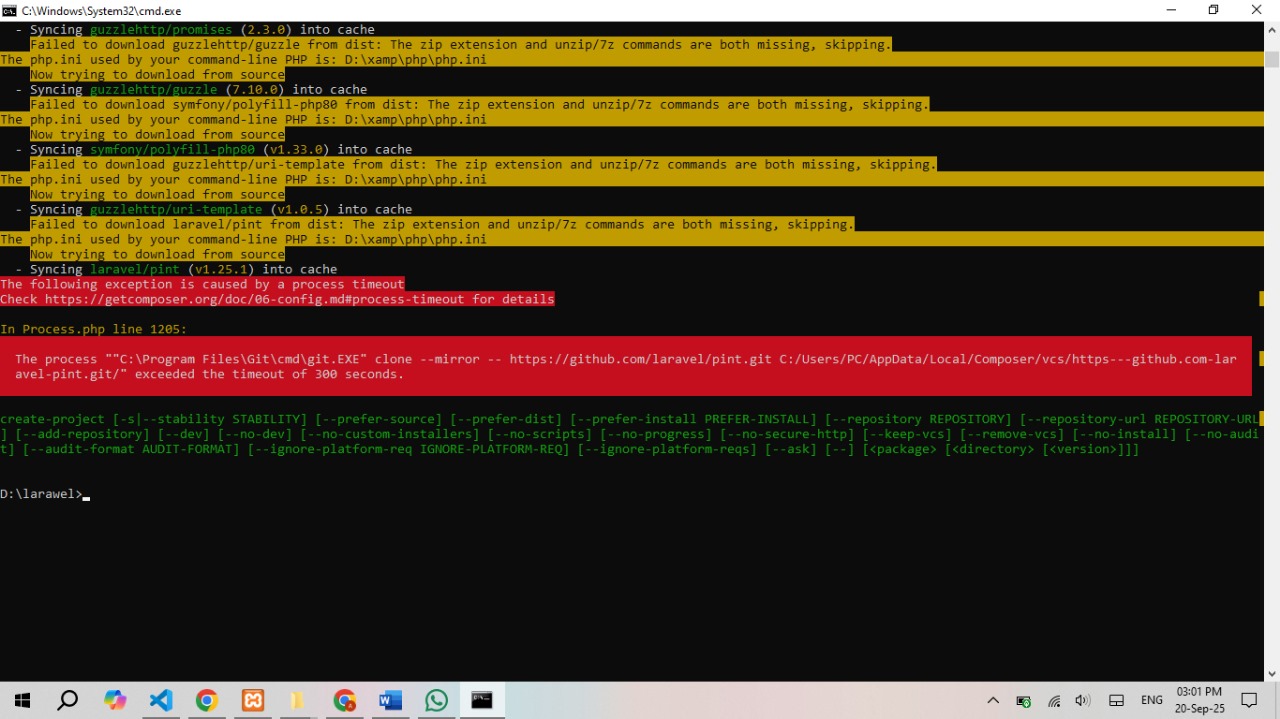 C:\Windows\System32\cmd.exe
  - Syncing guzzlehttp/promises (2.3.0) into cache
    Failed to download guzzlehttp/guzzle from dist: The zip extension and unzip/7z commands are both missing, skipping.
The php.ini used by your command-line PHP is: D:\xamp\php\php.ini
    Now trying to download from source
  - Syncing guzzlehttp/guzzle (7.10.0) into cache
    Failed to download symfony/polyfill-php80 from dist: The zip extension and unzip/7z commands are both missing, skipping.
The php.ini used by your command-line PHP is: D:\xamp\php\php.ini
    Now trying to download from source
  - Syncing symfony/polyfill-php80 (v1.33.0) into cache
    Failed to download guzzlehttp/uri-template from dist: The zip extension and unzip/7z commands are both missing, skipping.
The php.ini used by your command-line PHP is: D:\xamp\php\php.ini
    Now trying to download from source
  - Syncing guzzlehttp/uri-template (v1.0.5) into cache
    Failed to download laravel/pint from dist: The zip extension and unzip/7z commands are both missing, skipping.
The php.ini used by your command-line PHP is: D:\xamp\php\php.ini
    Now trying to download from source
  - Syncing laravel/pint (v1.25.1) into cache
The following exception is caused by a process timeout
Check https://getcomposer.org/doc/06-config.md#process-timeout for details
In Process.php line 1205:
  The process ""C:\Program Files\Git\cmd\git.EXE" clone --mirror -- https://github.com/laravel/pint.git C:/Users/PC/AppData/Local/Composer/vcs/https---github.com-lar
  avel-pint.git/" exceeded the timeout of 300 seconds.
create-project [-s|--stability STABILITY] [--prefer-source] [--prefer-dist] [--prefer-install PREFER-INSTALL] [--repository REPOSITORY] [--repository-url REPOSITORY-URL
] [--add-repository] [--dev] [--no-dev] [--no-custom-installers] [--no-scripts] [--no-progress] [--no-secure-http] [--keep-vcs] [--remove-vcs] [--no-install] [--no-audi
t] [--audit-format AUDIT-FORMAT] [--ignore-platform-req IGNORE-PLATFORM-REQ] [--ignore-platform-reqs] [--ask] [--] [<package> [<directory> [<version>]]]
D:\larawel>
ENG
03:01 PM
20-Sep-25